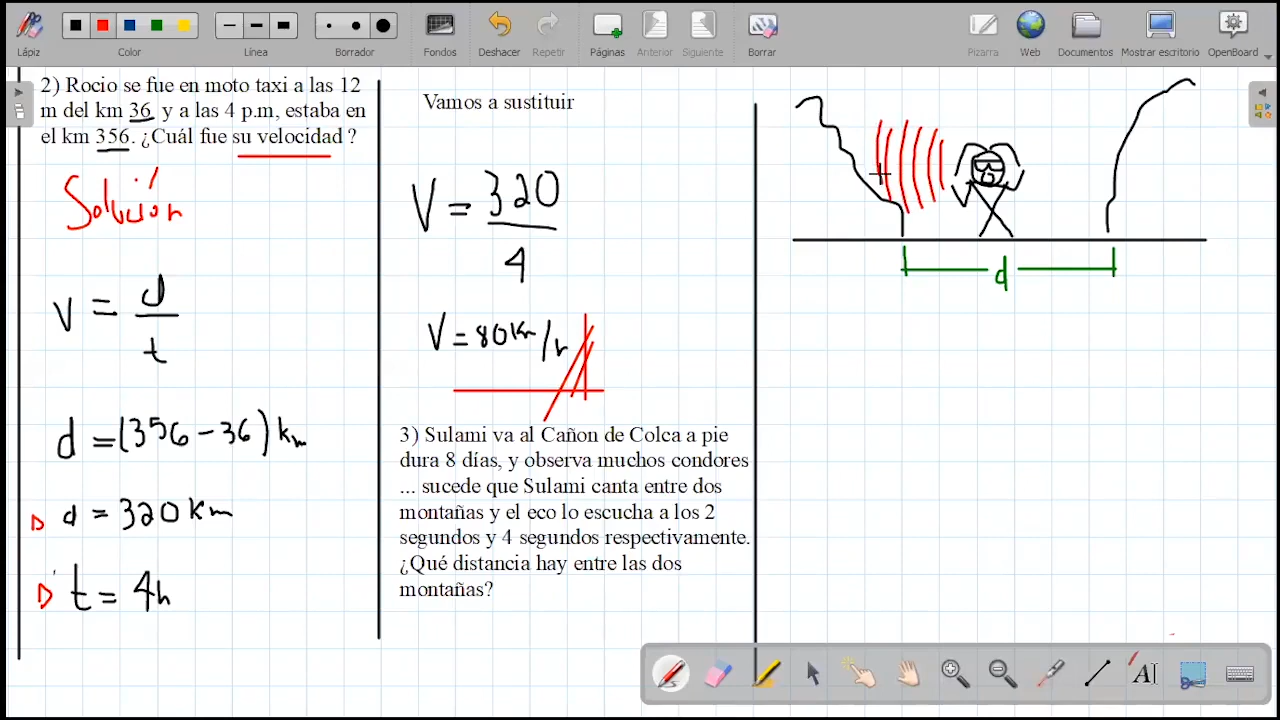 Lápiz
Color
Línea
Borrador
Fondos
Deshacer
Repetir
Páginas
Anterior
Siguiente
Borrar
Pizarra
Web
Documentos
Mostrar escritorio
OpenBoard
2) Rocio se fue en moto taxi a las 12
m del km 36 y a las 4 p.m, estaba en
el km 356. ¿Cuál fue su velocidad ?
Solución
V = d
t
d = (356 - 36) km
d = 320 Km
t = 4h
Vamos a sustituir
V = 320
4
V = 80 Km/h
3) Sulami va al Cañon de Colca a pie
dura 8 días, y observa muchos condores
... sucede que Sulami canta entre dos
montañas y el eco lo escucha a los 2
segundos y 4 segundos respectivamente.
¿Qué distancia hay entre las dos
montañas?
d